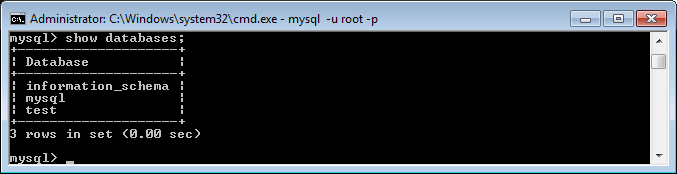 Administrator: C:\Windows\system32\cmd.exe - mysql -u root -p
mysql> show databases;
+--------------------+
| Database           |
+--------------------+
| information_schema |
| mysql              |
| test               |
+--------------------+
3 rows in set (0.00 sec)
mysql> _